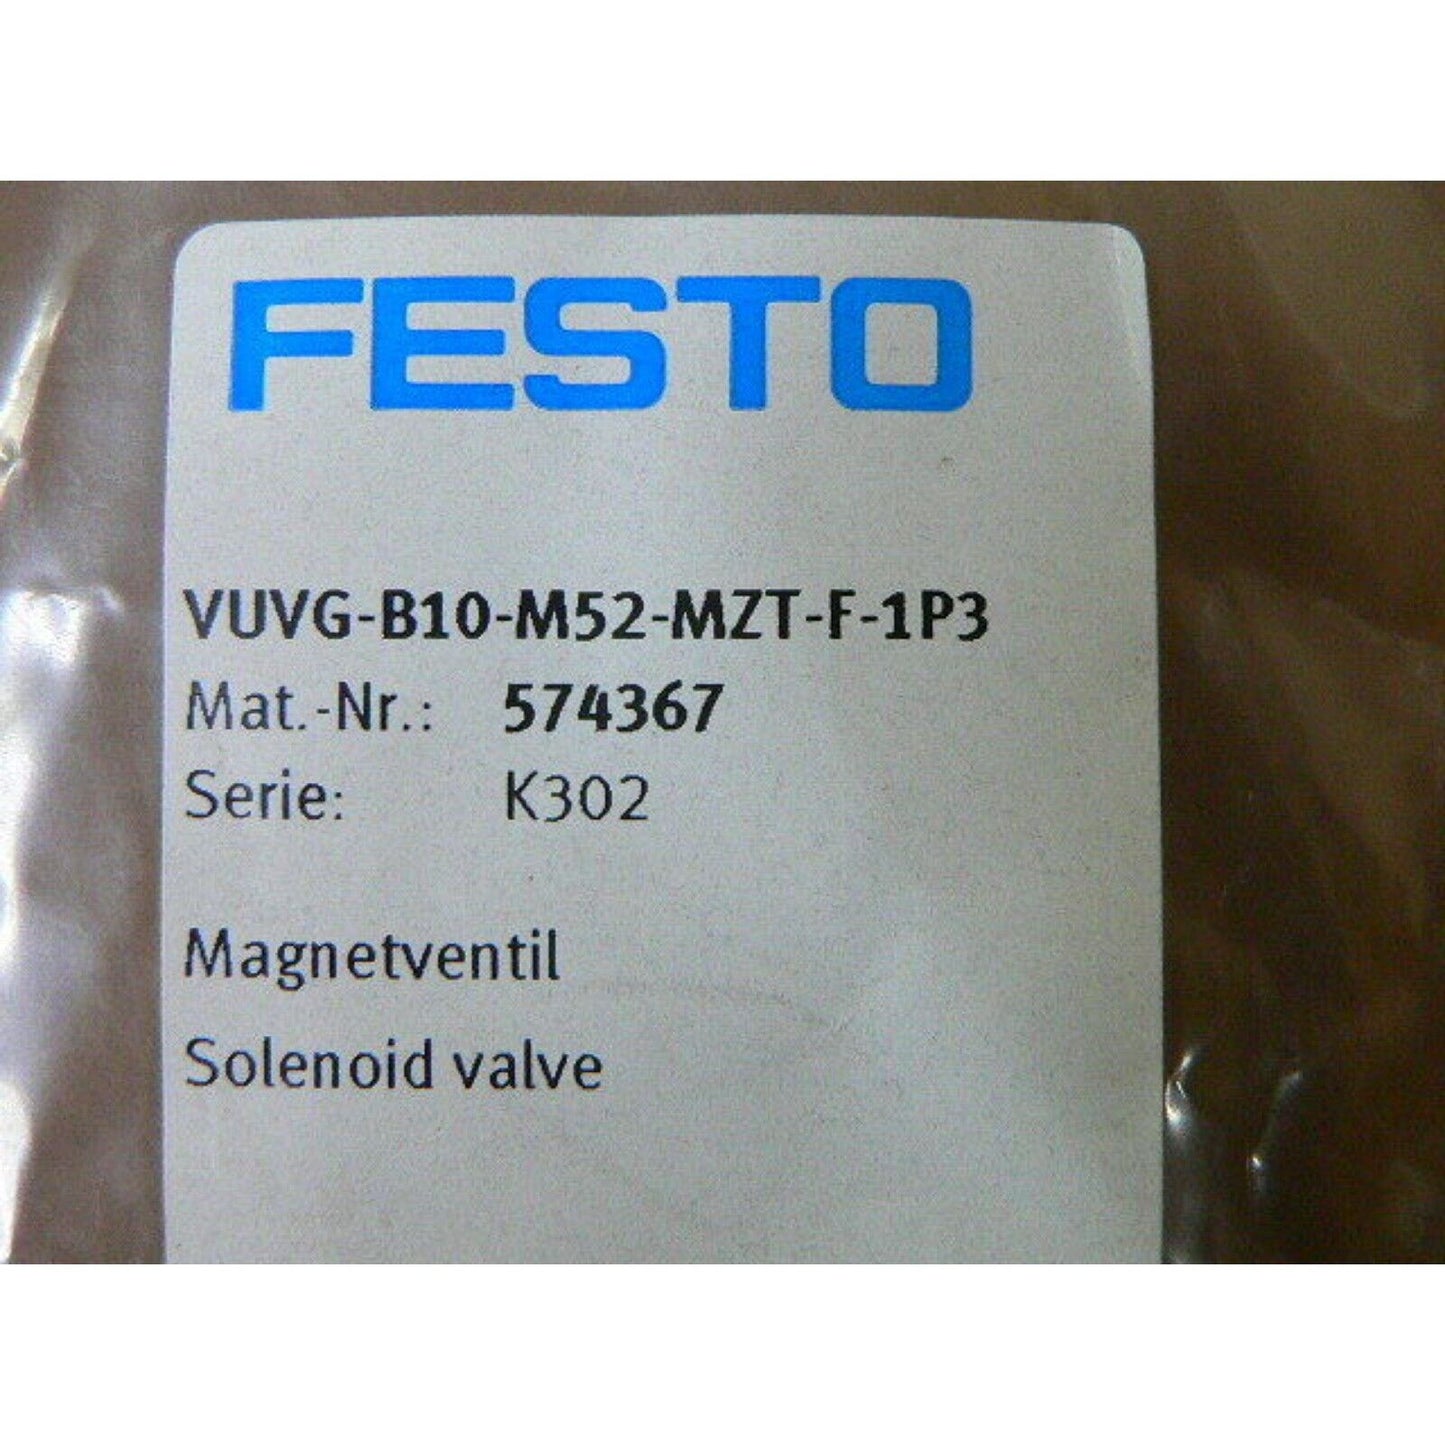 FESTO
VUVG-B10-M52-MZT-F-1P3
Mat.-Nr.: 574367
Serie: K302
Magnetventil
Solenoid valve